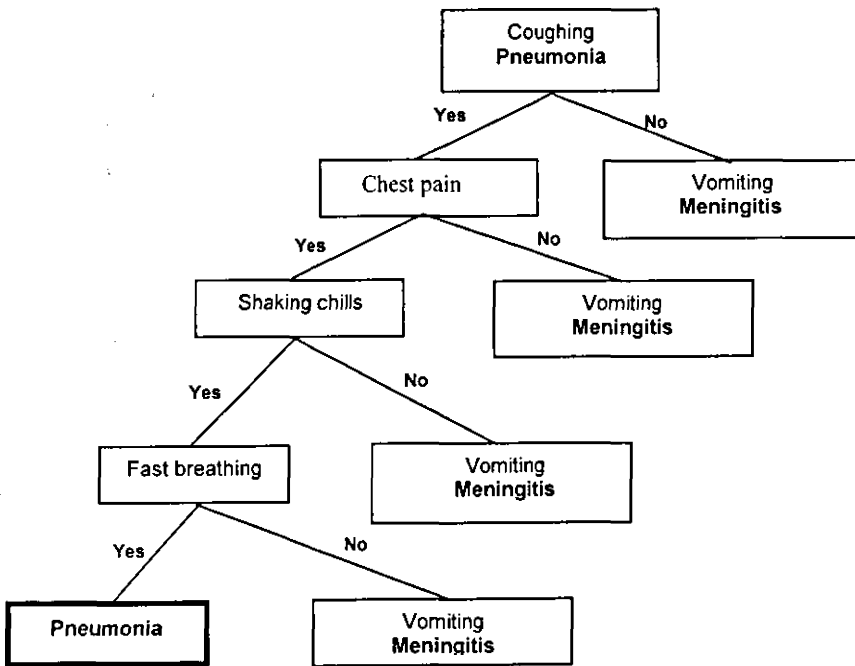 Coughing
Pneumonia
Yes
No
Chest pain
Vomiting
Meningitis
Yes
No
Shaking chills
Vomiting
Meningitis
Yes
No
Fast breathing
Vomiting
Meningitis
Yes
No
Pneumonia
Vomiting
Meningitis